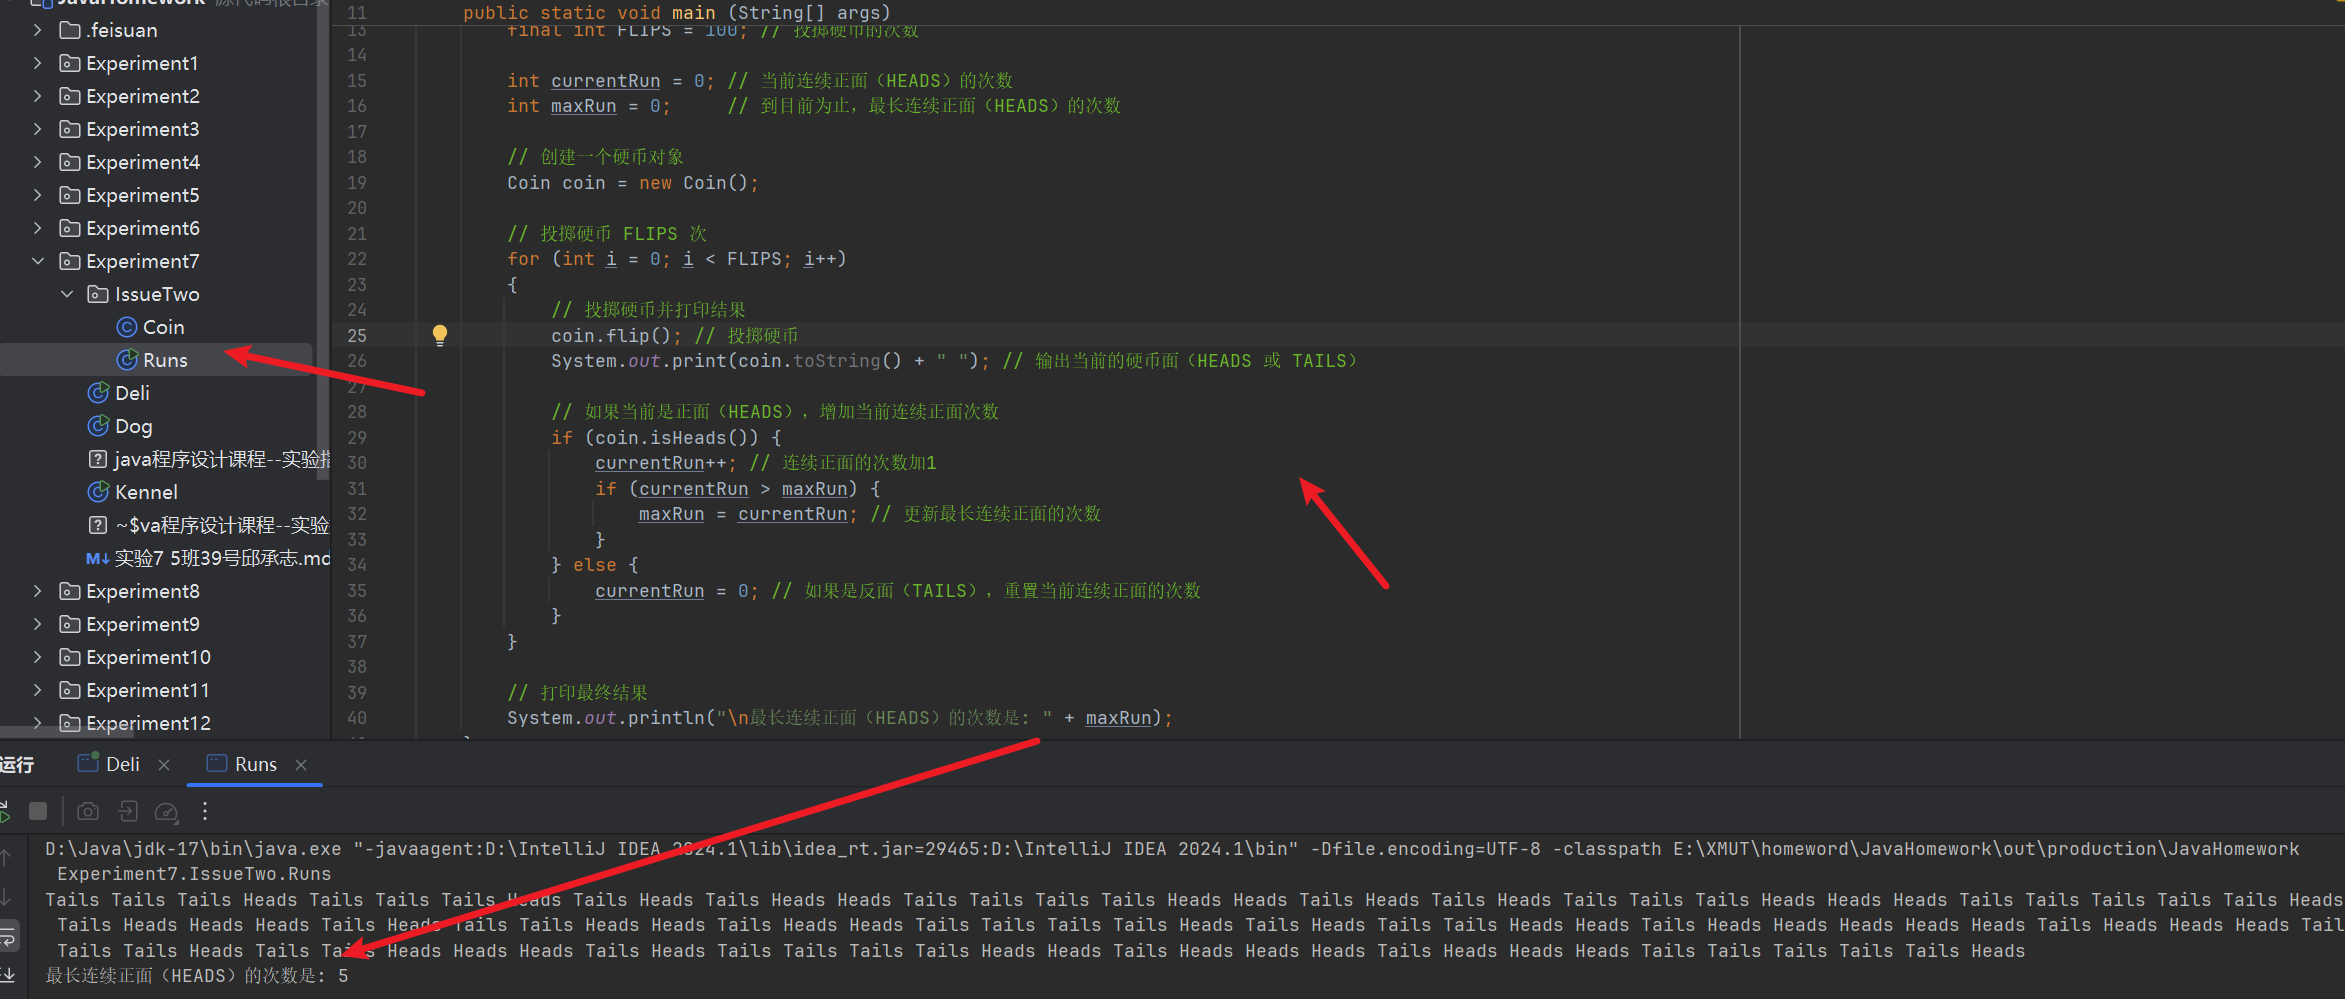 JavaHomework 源代码根目录
.feisuan
Experiment1
Experiment2
Experiment3
Experiment4
Experiment5
Experiment6
Experiment7
IssueTwo
Coin
Runs
Deli
Dog
java程序设计课程--实验指
Kennel
~$va程序设计课程--实验
M↓ 实验7 5班39号邱承志.md
Experiment8
Experiment9
Experiment10
Experiment11
Experiment12
11 public static void main (String[] args)
13 final int FLIPS = 100; // 投掷硬币的次数
14
15 int currentRun = 0; // 当前连续正面（HEADS）的次数
16 int maxRun = 0; // 到目前为止，最长连续正面（HEADS）的次数
17
18 // 创建一个硬币对象
19 Coin coin = new Coin();
20
21 // 投掷硬币 FLIPS 次
22 for (int i = 0; i < FLIPS; i++)
23 {
24 // 投掷硬币并打印结果
25 coin.flip(); // 投掷硬币
26 System.out.print(coin.toString() + " "); // 输出当前的硬币面（HEADS 或 TAILS）
27
28 // 如果当前是正面（HEADS），增加当前连续正面次数
29 if (coin.isHeads()) {
30 currentRun++; // 连续正面的次数加1
31 if (currentRun > maxRun) {
32 maxRun = currentRun; // 更新最长连续正面的次数
33 }
34 } else {
35 currentRun = 0; // 如果是反面（TAILS），重置当前连续正面的次数
36 }
37 }
38
39 // 打印最终结果
40 System.out.println("\n最长连续正面（HEADS）的次数是: " + maxRun);
运行 Deli Runs
D:\Java\jdk-17\bin\java.exe "-javaagent:D:\IntelliJ IDEA 2024.1\lib\idea_rt.jar=29465:D:\IntelliJ IDEA 2024.1\bin" -Dfile.encoding=UTF-8 -classpath E:\XMUT\homeword\JavaHomework\out\production\JavaHomework
Experiment7.IssueTwo.Runs
Tails Tails Tails Heads Tails Tails Tails Heads Tails Heads Tails Heads Heads Tails Tails Tails Tails Heads Heads Tails Heads Tails Heads Tails Tails Tails Heads Heads Heads Tails Tails Tails Tails Tails Heads
Tails Heads Heads Heads Tails Heads Tails Tails Heads Heads Tails Heads Heads Tails Tails Tails Tails Heads Tails Heads Tails Tails Heads Heads Tails Heads Heads Heads Heads Heads Tails Heads Heads Heads Tail
Tails Tails Heads Tails Tails Heads Heads Heads Tails Heads Tails Tails Tails Tails Heads Heads Tails Heads Heads Heads Tails Heads Heads Heads Tails Tails Tails Tails Tails Heads
最长连续正面（HEADS）的次数是: 5